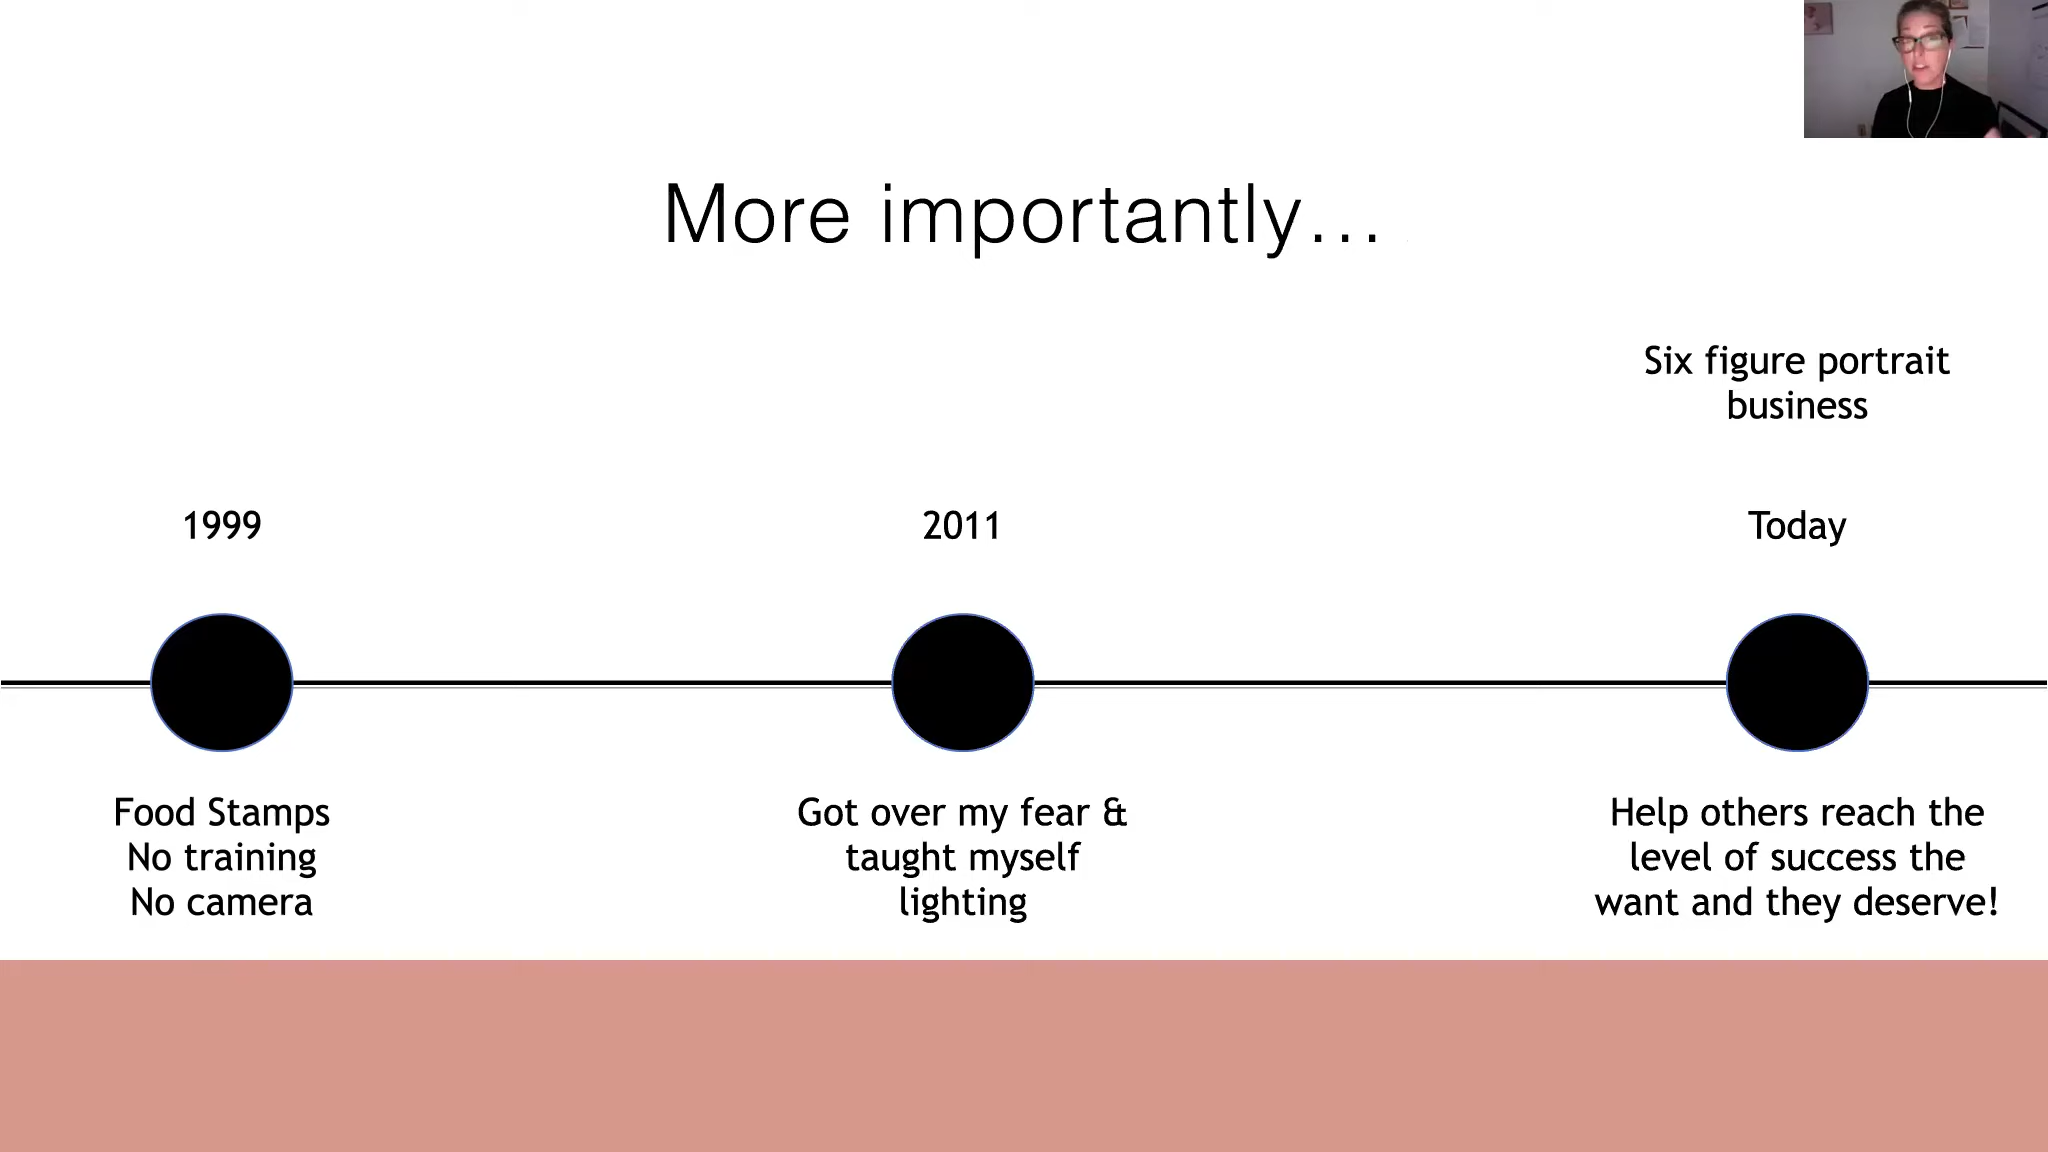 More importantly...
Six figure portrait
business
1999
2011
Today
Food Stamps
No training
No camera
Got over my fear &
taught myself
lighting
Help others reach the
level of success the
want and they deserve!